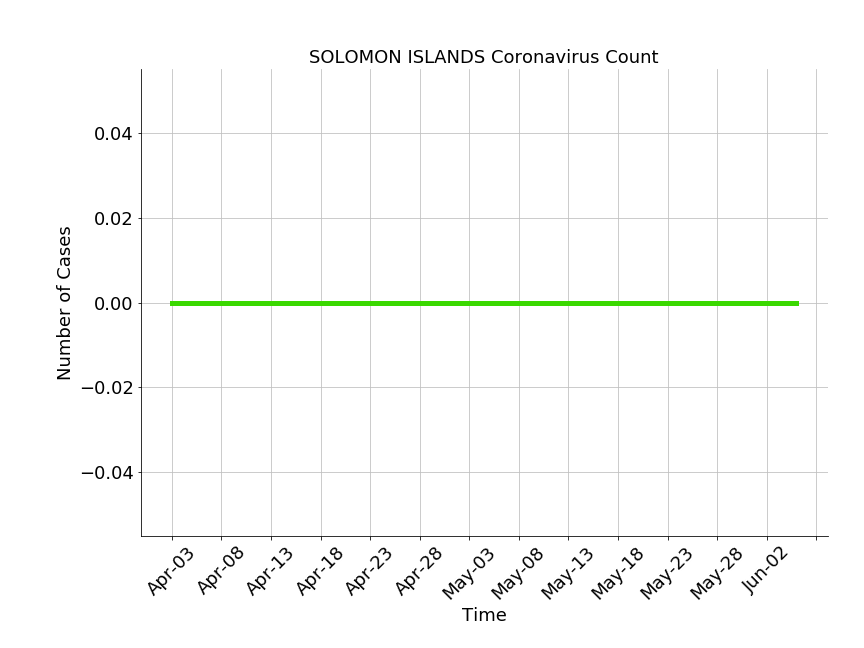 SOLOMON ISLANDS Coronavirus Count
0.04
0.02
0.00
−0.02
−0.04
Number of Cases
Apr-03
Apr-08
Apr-13
Apr-18
Apr-23
Apr-28
May-03
May-08
May-13
May-18
May-23
May-28
Jun-02
Time